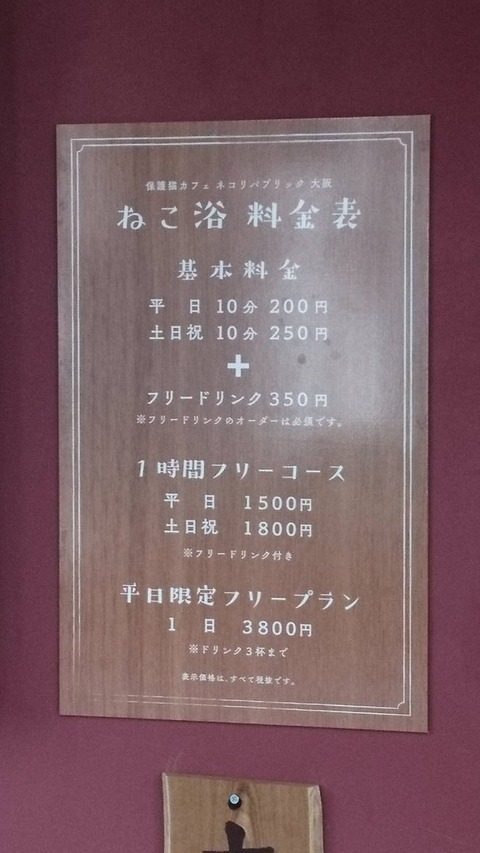 保護猫カフェ ネコリパブリック 大阪
ねこ浴 料金表
基本料金
平 日 10分 200円
土日祝 10分 250円
+
フリードリンク 350円
※フリードリンクのオーダーは必須です。
1時間フリーコース
平 日 1500円
土日祝 1800円
※フリードリンク付き
平日限定フリープラン
1 日 3800円
※ドリンク3杯まで
表示価格は、すべて税抜です。